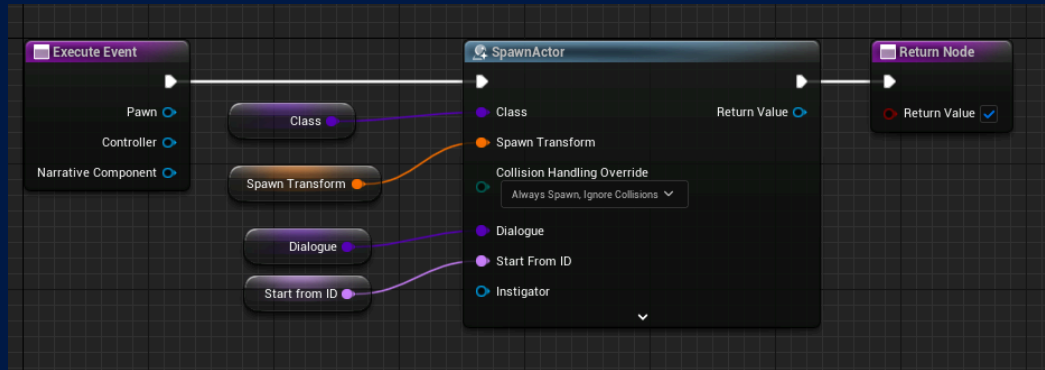 Execute Event
Pawn
Controller
Narrative Component
Class
Spawn Transform
Dialogue
Start from ID
SpawnActor
Class
Return Value
Spawn Transform
Collision Handling Override
Always Spawn, Ignore Collisions
Dialogue
Start From ID
Instigator
Return Node
Return Value